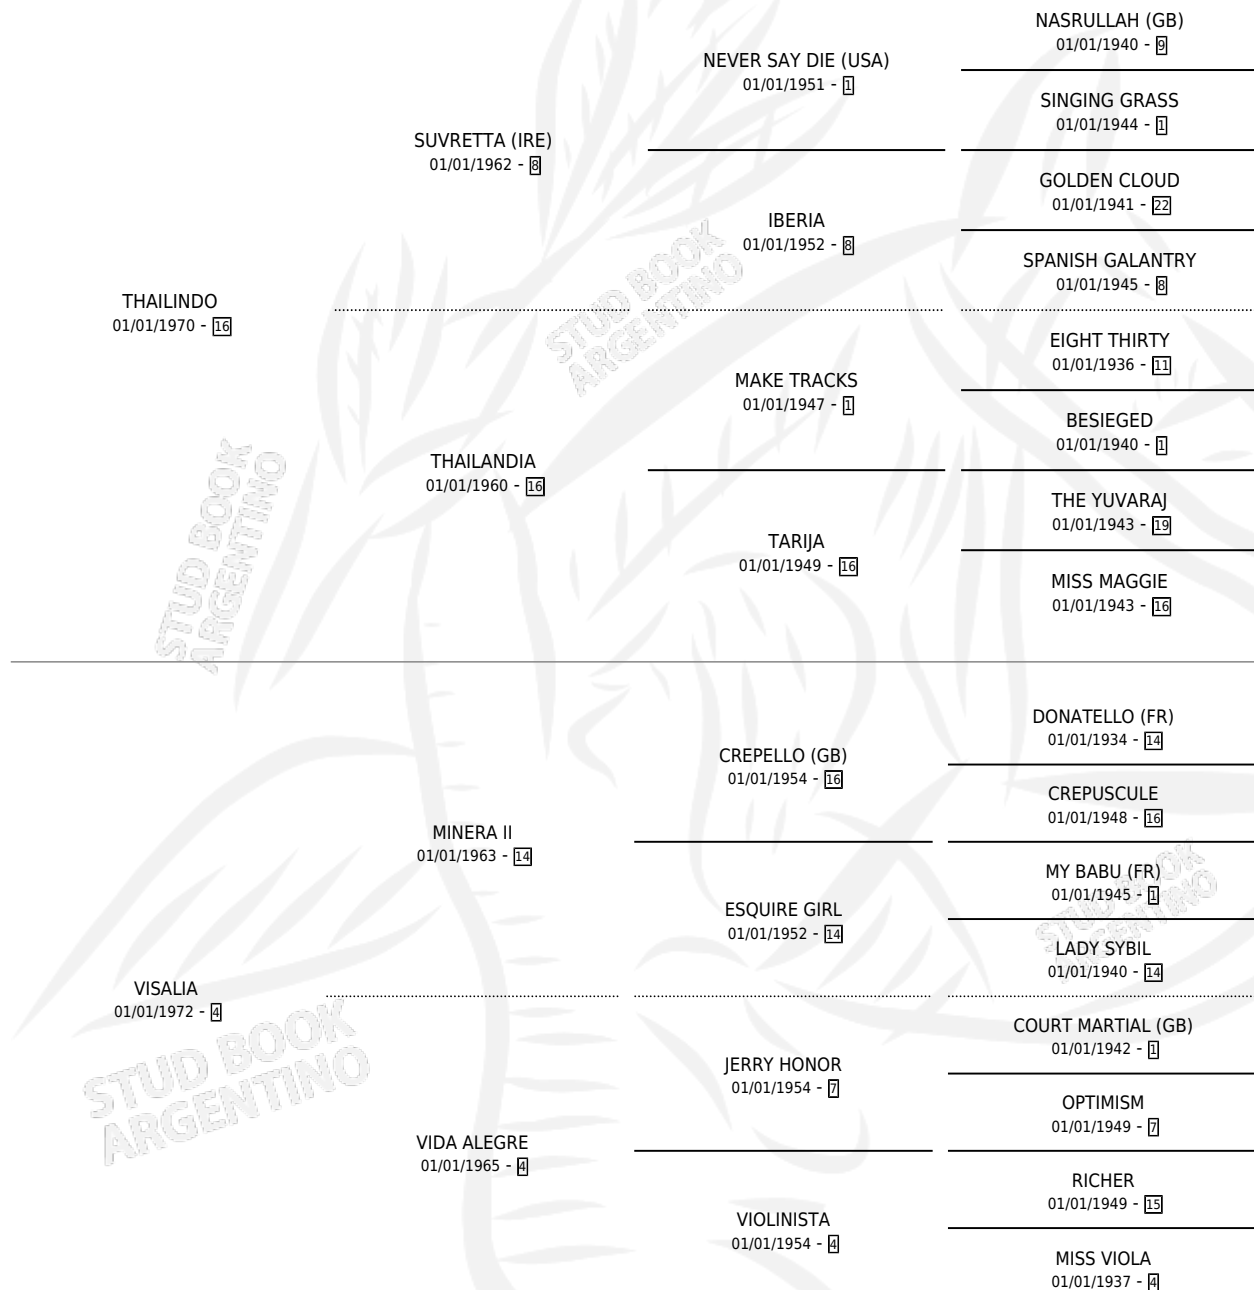 NASRULLAH (GB)
01/01/1940 - 9
NEVER SAY DIE (USA)
01/01/1951 - 1
SINGING GRASS
01/01/1944 - 1
SUVRETTA (IRE)
01/01/1962 - 8
GOLDEN CLOUD
01/01/1941 - 22
IBERIA
01/01/1952 - 8
SPANISH GALANTRY
01/01/1945 - 8
THAILINDO
01/01/1970 - 16
EIGHT THIRTY
01/01/1936 - 11
MAKE TRACKS
01/01/1947 - 1
BESIEGED
01/01/1940 - 1
THAILANDIA
01/01/1960 - 16
THE YUVARAJ
01/01/1943 - 19
TARIJA
01/01/1949 - 16
MISS MAGGIE
01/01/1943 - 16
DONATELLO (FR)
01/01/1934 - 14
CREPELLO (GB)
01/01/1954 - 16
CREPUSCULE
01/01/1948 - 16
MINERA II
01/01/1963 - 14
MY BABU (FR)
01/01/1945 - 1
ESQUIRE GIRL
01/01/1952 - 14
LADY SYBIL
01/01/1940 - 14
VISALIA
01/01/1972 - 4
COURT MARTIAL (GB)
01/01/1942 - 1
JERRY HONOR
01/01/1954 - 7
OPTIMISM
01/01/1949 - 7
VIDA ALEGRE
01/01/1965 - 4
RICHER
01/01/1949 - 15
VIOLINISTA
01/01/1954 - 4
MISS VIOLA
01/01/1937 - 4
STUD BOOK
ARGENTINO
STUD BOOK
ARGENTINO
STUD BOOK
ARGENTINO
STUD BOOK
ARGENTINO